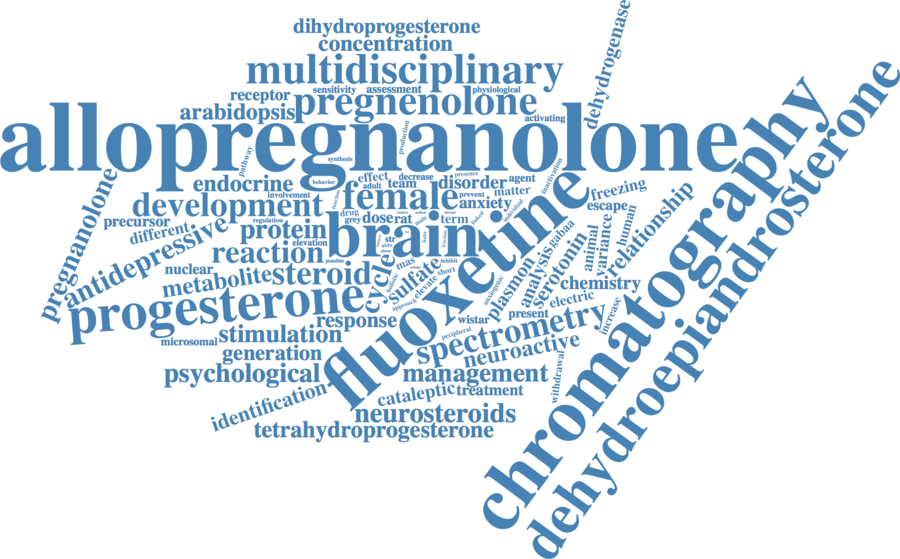 dihydroprogesterone
concentration
dehydrogenase
multidisciplinary
sensitivity
assessment
physiological
receptor
pregnenolone
arabidopsis
activating
allopregnanolone
production
synthesis
pathway
chromatography
dehydroepiandrosterone
pregnanolone
endocrine
behavior
effect
decrease
presence
agent
inactivation
adult
team
disorder
matter
freezing
involvement
female
prevent
anxiety
individual
escape
development
drug
dose
rat
term
linked
relationship
precursor
regulation
grey
different
protein
brain
gabaa
human
variance
animal
antidepressive
elevation
reaction
str
cycle
mas
fluoxetine
analysis
serotonin
plasmon
nuclear
possible
inhibit
metabolite
steroid
sulfate
elevate
short
chemistry
progesterone
approach
electric
increase
response
wistar
present
stimulation
peripheral
spectrometry
microsomal
generation
neuroactive
psychological
management
withdrawal
identification
cataleptic
treatment
neurosteroids
tetrahydroprogesterone